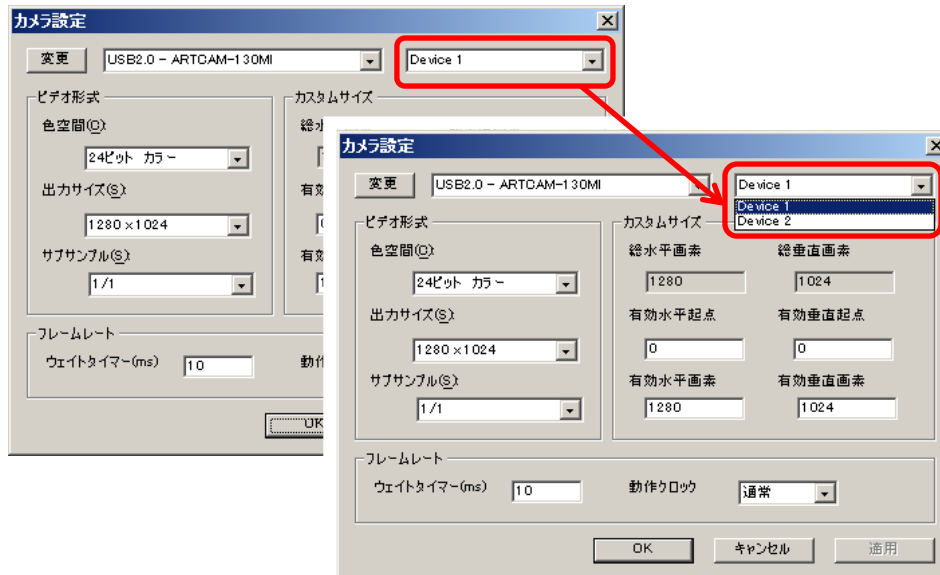 カメラ設定
変更 USB2.0 - ARTCAM-130MI Device 1
ビデオ形式 カスタムサイズ
色空間(C):
24ビット カラー
出力サイズ(S):
1280×1024
サブサンプル(S):
1/1
フレームレート
ウェイトタイマー(ms) 10
カメラ設定
変更 USB2.0 - ARTCAM-130MI Device 1
Device 1
Device 2
ビデオ形式 カスタムサイズ
色空間(C): 総水平画素 総垂直画素
24ビット カラー 1280 1024
出力サイズ(S): 有効水平起点 有効垂直起点
1280×1024 0 0
サブサンプル(S): 有効水平画素 有効垂直画素
1/1 1280 1024
フレームレート
ウェイトタイマー(ms) 10 動作クロック 通常
OK キャンセル 適用